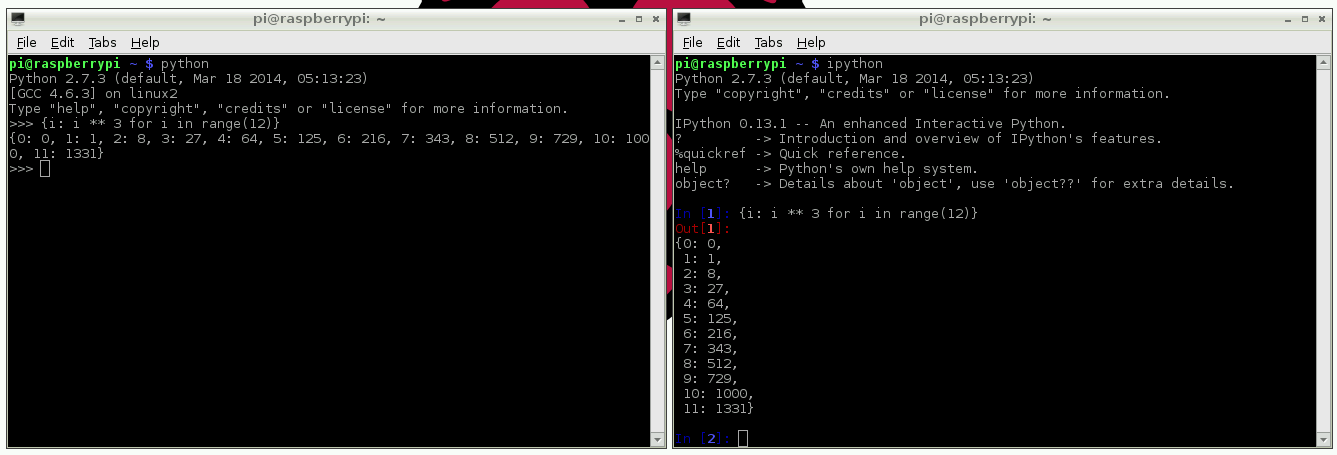 pi@raspberrypi: ~
File Edit Tabs Help
pi@raspberrypi ~ $ python
Python 2.7.3 (default, Mar 18 2014, 05:13:23)
[GCC 4.6.3] on linux2
Type "help", "copyright", "credits" or "license" for more information.
>>> {i: i ** 3 for i in range(12)}
{0: 0, 1: 1, 2: 8, 3: 27, 4: 64, 5: 125, 6: 216, 7: 343, 8: 512, 9: 729, 10: 100
0, 11: 1331}
>>>
pi@raspberrypi: ~
File Edit Tabs Help
pi@raspberrypi ~ $ ipython
Python 2.7.3 (default, Mar 18 2014, 05:13:23)
Type "copyright", "credits" or "license" for more information.
IPython 0.13.1 -- An enhanced Interactive Python.
?         -> Introduction and overview of IPython's features.
%quickref -> Quick reference.
help      -> Python's own help system.
object?   -> Details about 'object', use 'object??' for extra details.
In [1]: {i: i ** 3 for i in range(12)}
Out[1]:
{0: 0,
 1: 1,
 2: 8,
 3: 27,
 4: 64,
 5: 125,
 6: 216,
 7: 343,
 8: 512,
 9: 729,
 10: 1000,
 11: 1331}
In [2]: